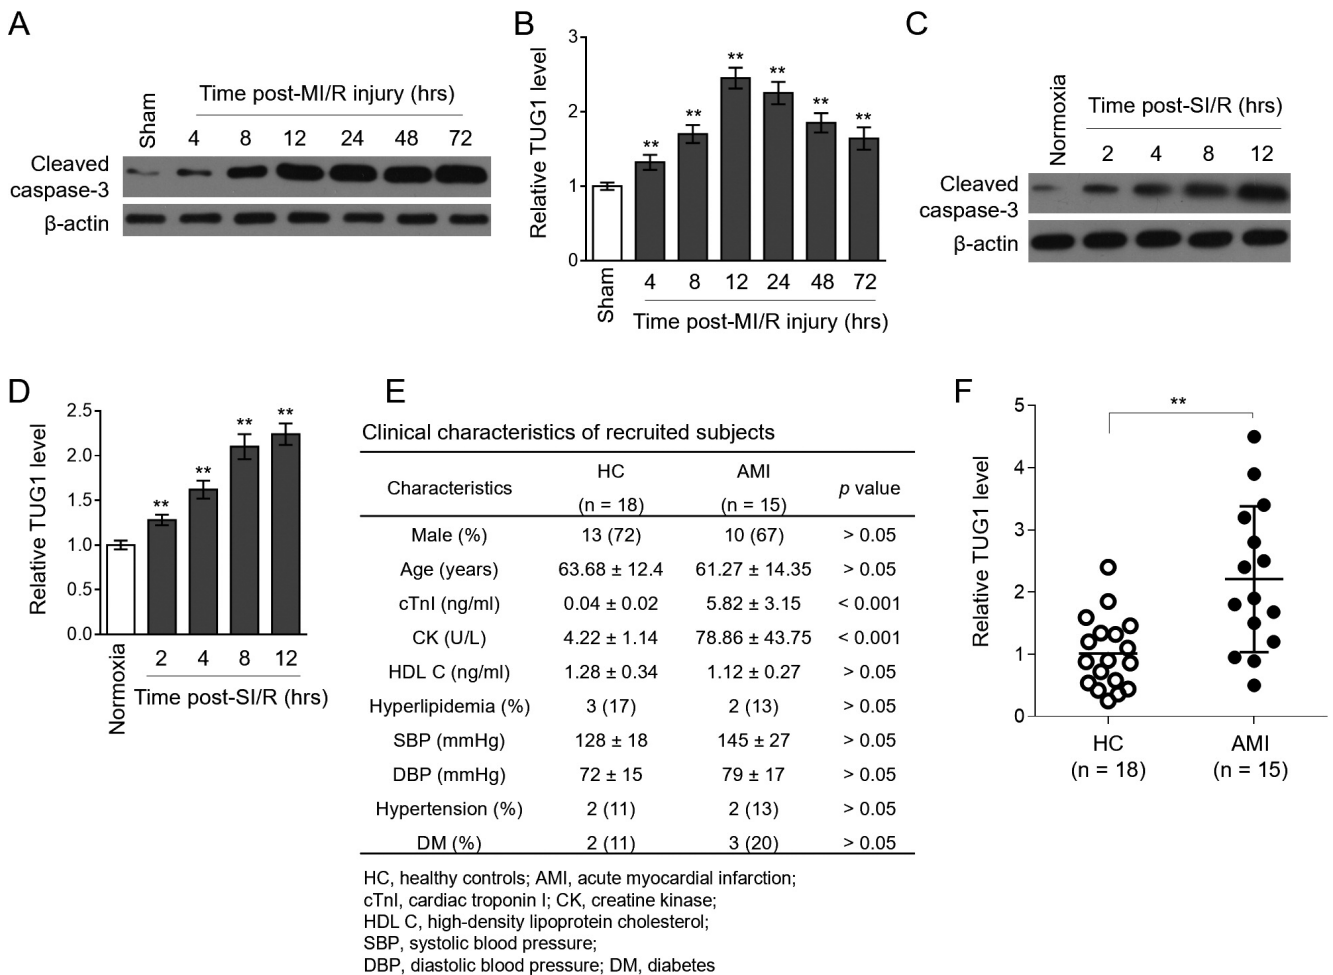 A
Time post-MI/R injury (hrs)
Sham
4 8 12 24 48 72
Cleaved
caspase-3
β-actin
B
Relative TUG1 level
3
2
1
0
** ** ** ** ** **
Sham
4 8 12 24 48 72
Time post-MI/R injury (hrs)
C
Normoxia
Time post-SI/R (hrs)
2 4 8 12
Cleaved
caspase-3
β-actin
D
Relative TUG1 level
2.5
2.0
1.5
1.0
0.5
0.0
** ** ** **
Normoxia
2 4 8 12
Time post-SI/R (hrs)
E
Clinical characteristics of recruited subjects
Characteristics HC (n = 18) AMI (n = 15) p value
Male (%) 13 (72) 10 (67) > 0.05
Age (years) 63.68 ± 12.4 61.27 ± 14.35 > 0.05
cTnI (ng/ml) 0.04 ± 0.02 5.82 ± 3.15 < 0.001
CK (U/L) 4.22 ± 1.14 78.86 ± 43.75 < 0.001
HDL C (ng/ml) 1.28 ± 0.34 1.12 ± 0.27 > 0.05
Hyperlipidemia (%) 3 (17) 2 (13) > 0.05
SBP (mmHg) 128 ± 18 145 ± 27 > 0.05
DBP (mmHg) 72 ± 15 79 ± 17 > 0.05
Hypertension (%) 2 (11) 2 (13) > 0.05
DM (%) 2 (11) 3 (20) > 0.05
HC, healthy controls; AMI, acute myocardial infarction;
cTnI, cardiac troponin I; CK, creatine kinase;
HDL C, high-density lipoprotein cholesterol;
SBP, systolic blood pressure;
DBP, diastolic blood pressure; DM, diabetes
F
Relative TUG1 level
5
4
3
2
1
0
**
HC AMI
(n = 18) (n = 15)